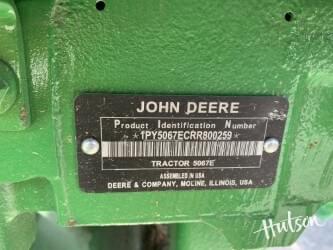 JOHN DEERE
Product Identification Number
*1PY5067ECRR800259*
TRACTOR 5067E
ASSEMBLED IN USA
DEERE & COMPANY, MOLINE, ILLINOIS, USA
Hutson